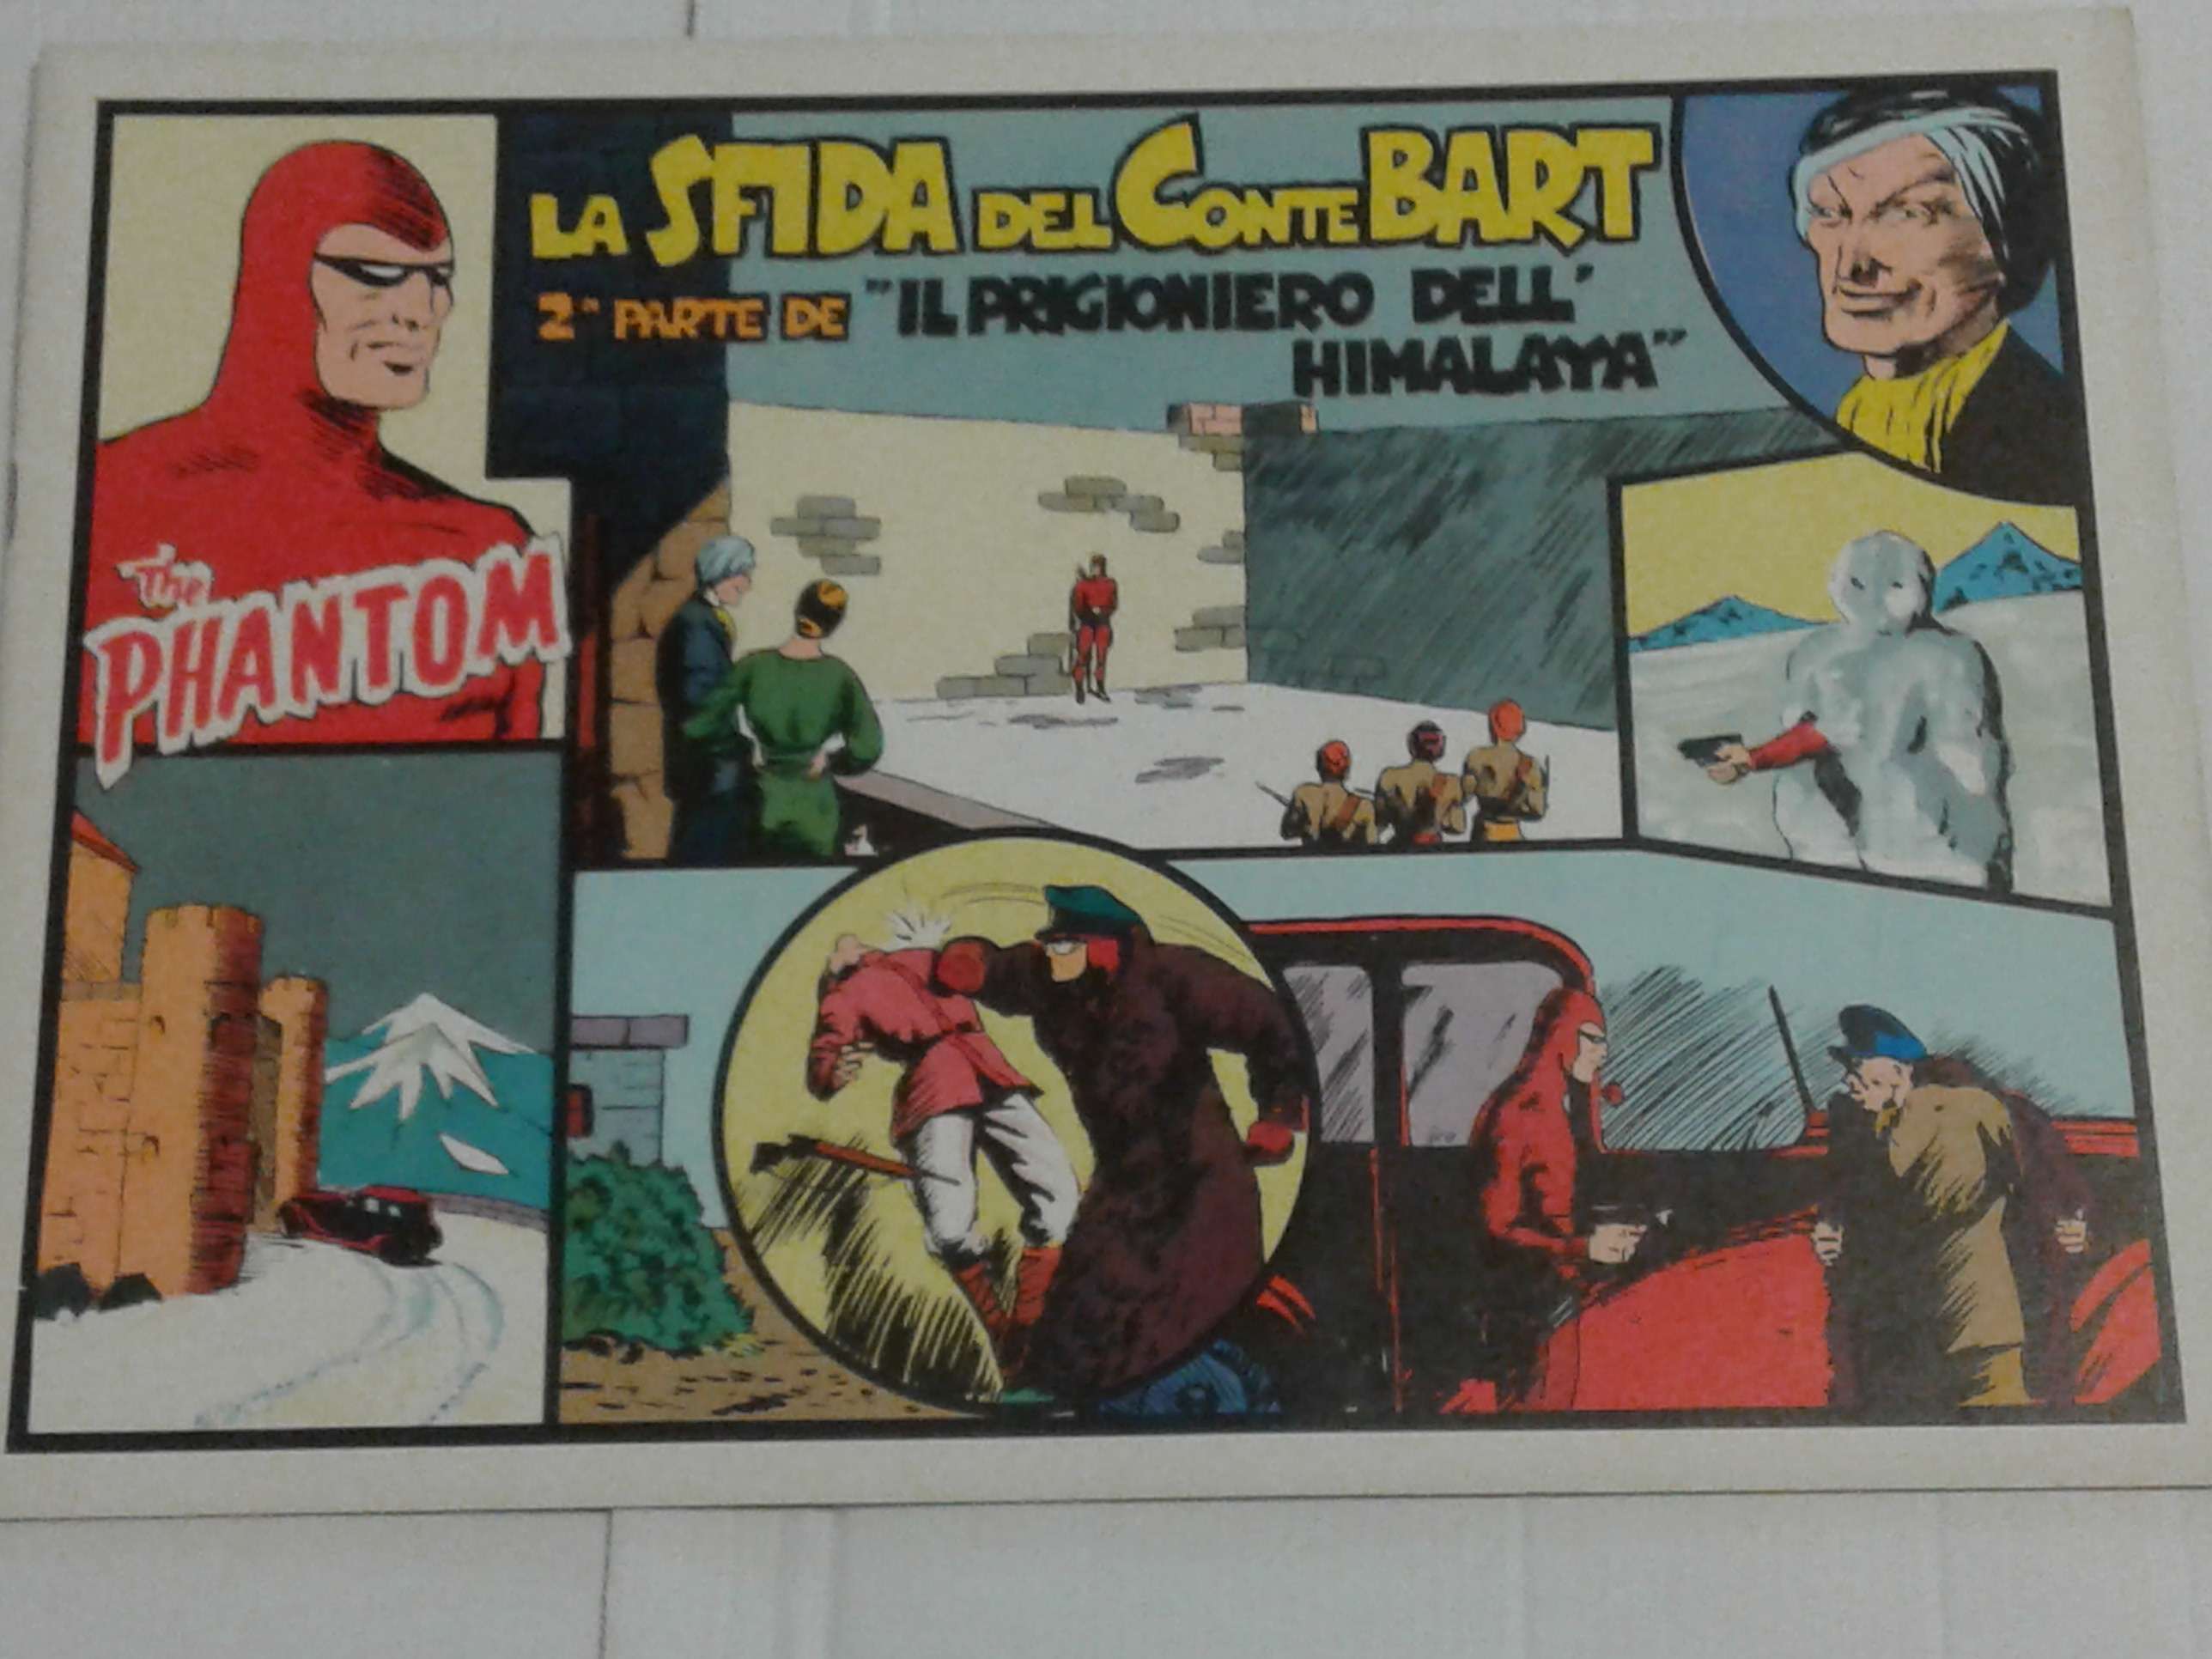 LA SFIDA DEL CONTE BART
2ª PARTE DE "IL PRIGIONIERO DELL'
HIMALAYA"
The
PHANTOM